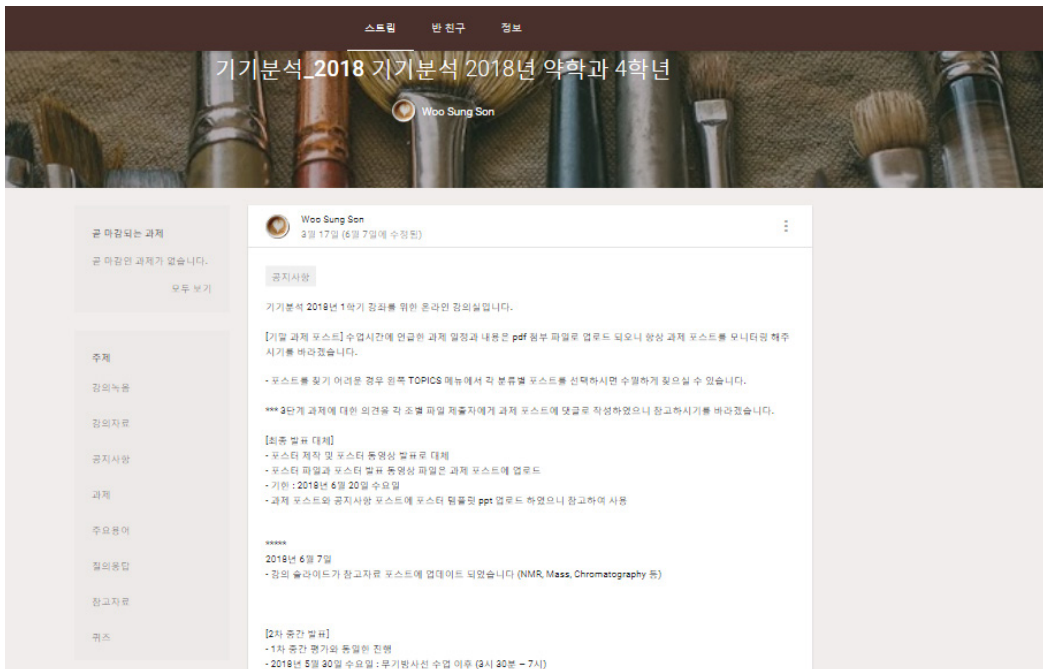 스트림 반 친구 정보
기기분석_2018 기기분석 2018년 약학과 4학년
Woo Sung Son
곧 마감되는 과제
곧 마감인 과제가 없습니다.
모두 보기
주제
강의녹음
강의자료
공지사항
과제
주요용어
질의응답
참고자료
퀴즈
Woo Sung Son
3월 17일 (6월 7일에 수정됨)
공지사항
기기분석 2018년 1학기 강좌를 위한 온라인 강의실입니다.
[기말 과제 포스트] 수업시간에 언급한 과제 일정과 내용은 pdf 첨부 파일로 업로드 되오니 항상 과제 포스트를 모니터링 해주
시기를 바라겠습니다.
- 포스트를 찾기 어려운 경우 왼쪽 TOPICS 메뉴에서 각 분류별 포스트를 선택하시면 수월하게 찾으실 수 있습니다.
*** 3단계 과제에 대한 의견을 각 조별 파일 제출자에게 과제 포스트에 댓글로 작성하였으니 참고하시기를 바라겠습니다.
[최종 발표 대체]
- 포스터 제작 및 포스터 동영상 발표로 대체
- 포스터 파일과 포스터 발표 동영상 파일은 과제 포스트에 업로드
- 기한 : 2018년 6월 20일 수요일
- 과제 포스트와 공지사항 포스트에 포스터 템플릿 ppt 업로드 하였으니 참고하여 사용
*****
2018년 6월 7일
- 강의 슬라이드가 참고자료 포스트에 업데이트 되었습니다 (NMR, Mass, Chromatography 등)
[2차 중간 발표]
- 1차 중간 평가와 동일한 진행
- 2018년 5월 30일 수요일 : 무기방사선 수업 이후 (3시 30분 – 7시)